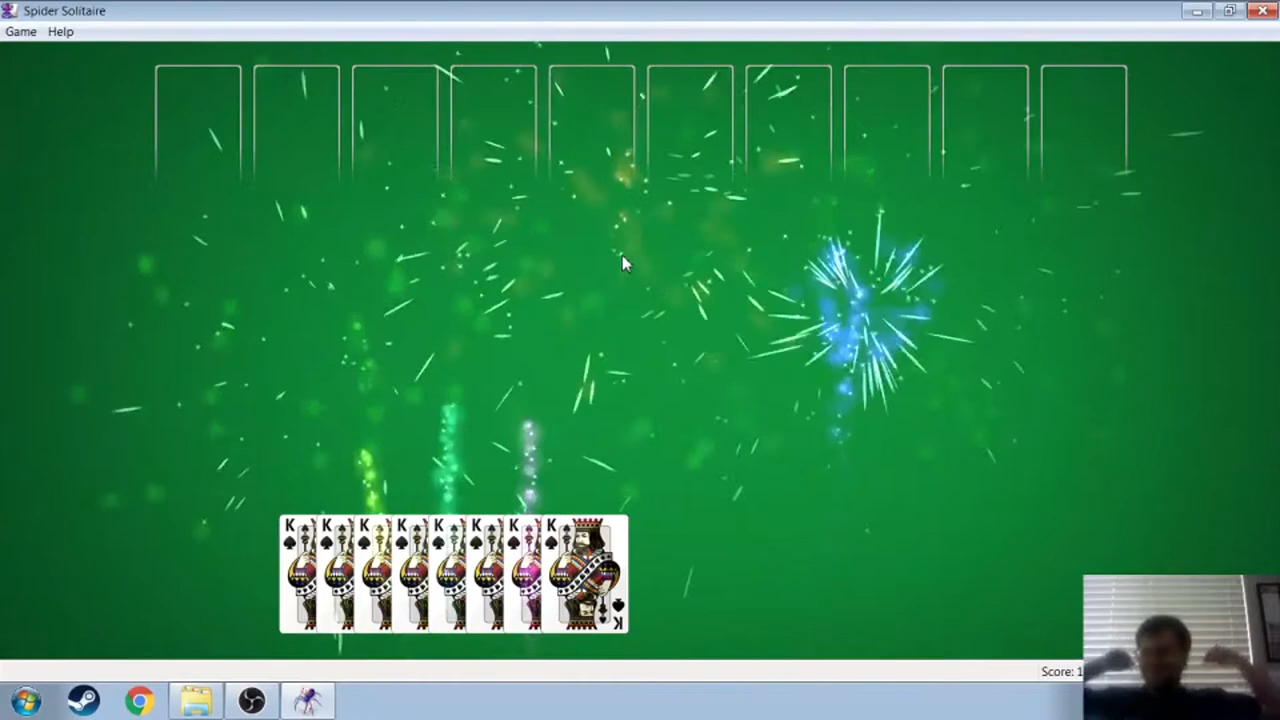 Spider Solitaire
Game Help
K K K K K K K K
K
Score: 1